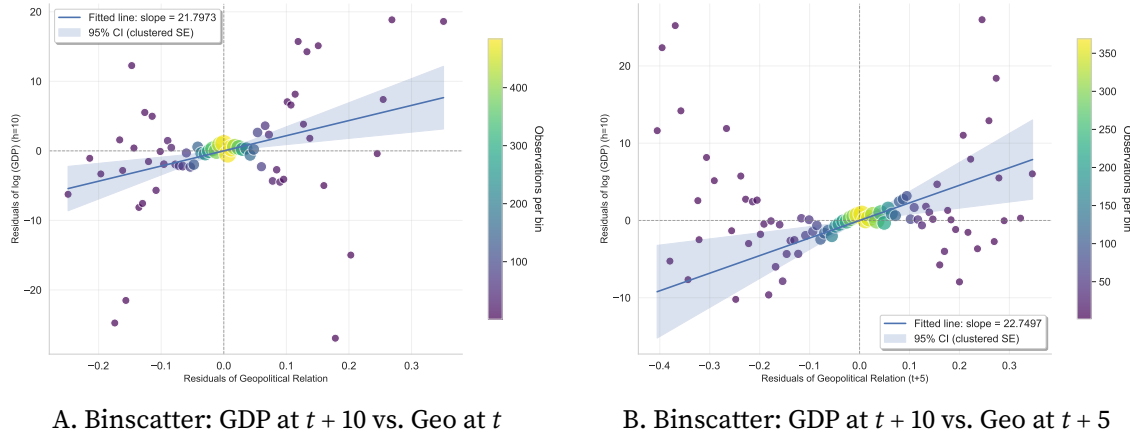 Fitted line: slope = 21.7973
95% CI (clustered SE)
20
10
0
−10
−20
Residuals of log (GDP) (h=10)
−0.2
−0.1
0.0
0.1
0.2
0.3
Residuals of Geopolitical Relation
400
300
200
100
Observations per bin
A. Binscatter: GDP at t + 10 vs. Geo at t
20
10
0
−10
Residuals of log (GDP) (h=10)
Fitted line: slope = 22.7497
95% CI (clustered SE)
−0.4
−0.3
−0.2
−0.1
0.0
0.1
0.2
0.3
Residuals of Geopolitical Relation (t+5)
350
300
250
200
150
100
50
Observations per bin
B. Binscatter: GDP at t + 10 vs. Geo at t + 5